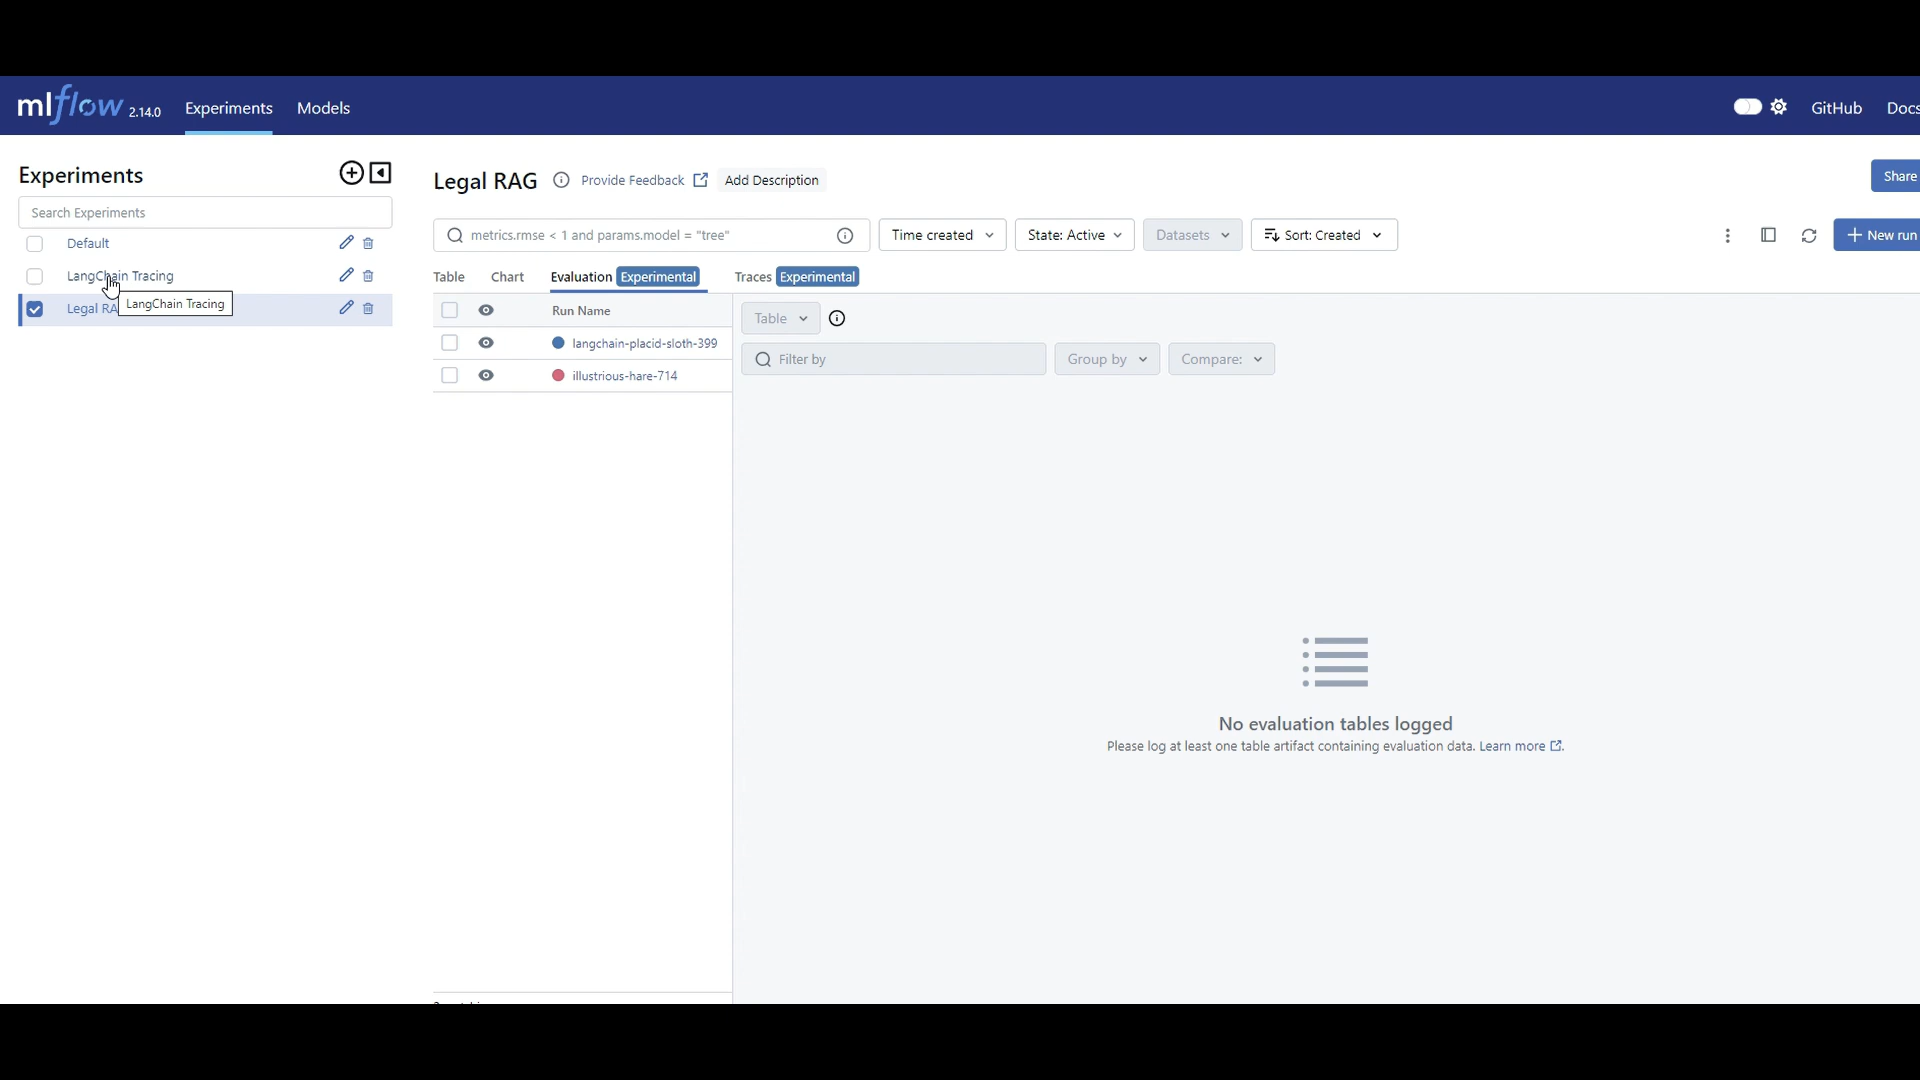 mlflow 2.14.0 Experiments Models GitHub Docs
Experiments
Search Experiments
Default
LangChain Tracing
LangChain Tracing
Legal RA
Legal RAG Provide Feedback Add Description Share
metrics.rmse < 1 and params.model = "tree" Time created State: Active Datasets Sort: Created New run
Table Chart Evaluation Experimental Traces Experimental
Run Name
langchain-placid-sloth-399
illustrious-hare-714
Table
Filter by Group by Compare:
No evaluation tables logged
Please log at least one table artifact containing evaluation data. Learn more.